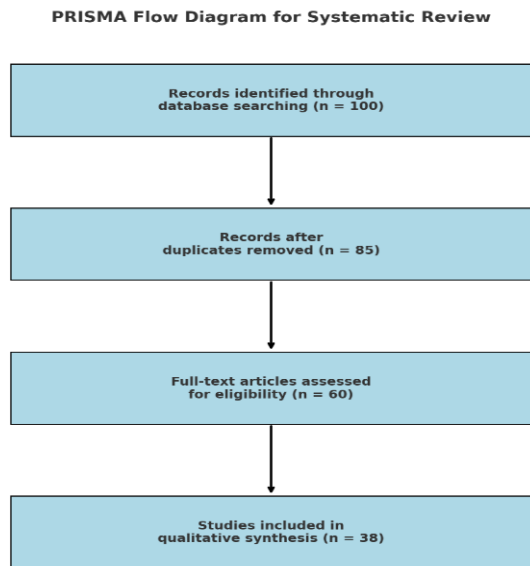 PRISMA Flow Diagram for Systematic Review
Records identified through
database searching (n = 100)
Records after
duplicates removed (n = 85)
Full-text articles assessed
for eligibility (n = 60)
Studies included in
qualitative synthesis (n = 38)